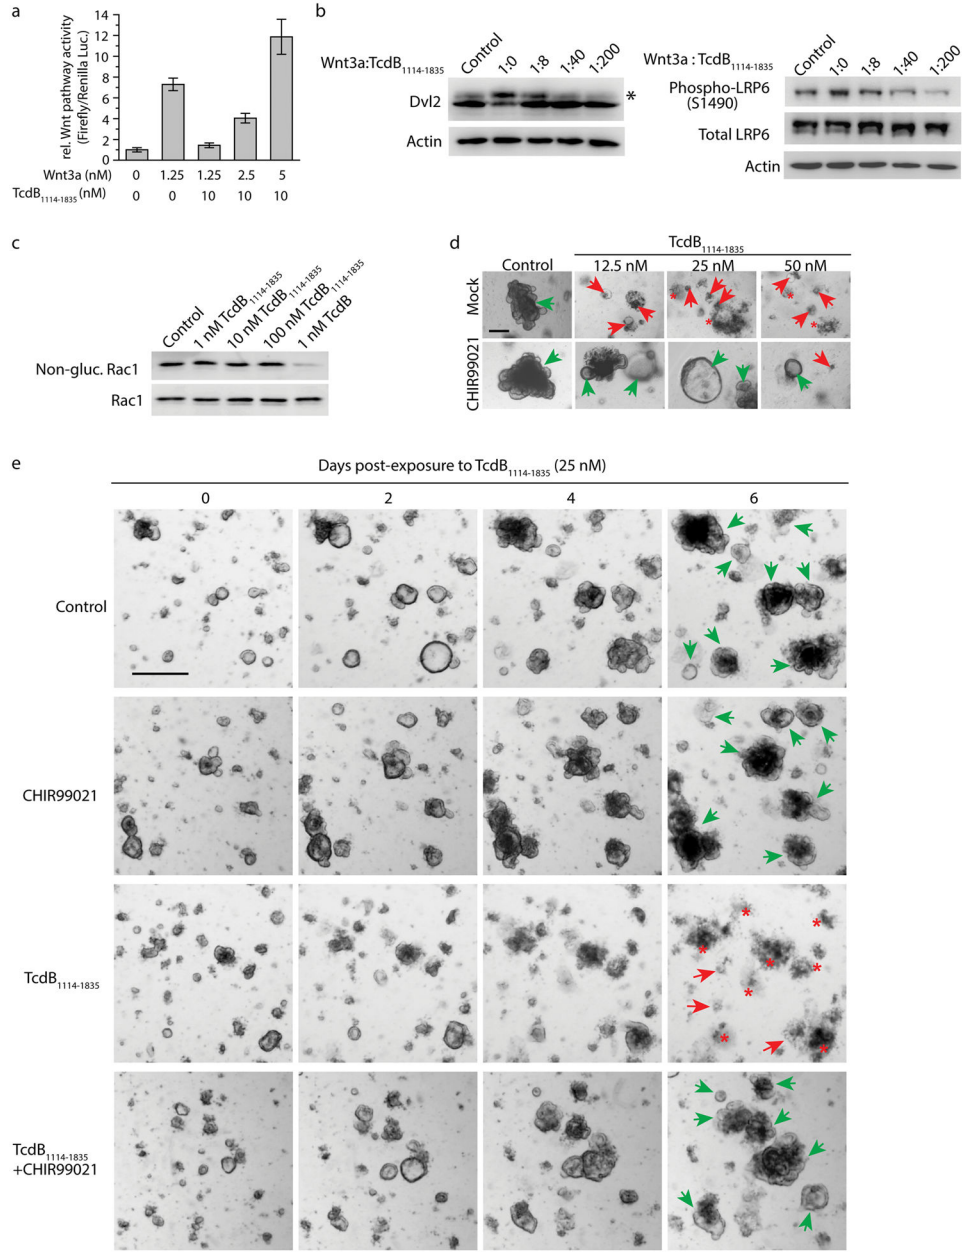 a
rel. Wnt pathway activity
(Firefly/Renilla Luc.)
14
12
10
8
6
4
2
0
Wnt3a (nM) 0 1.25 1.25 2.5 5
TcdB1114-1835 (nM) 0 0 10 10 10
b
Wnt3a:TcdB1114-1835 Control 1:0 1:8 1:40 1:200
Dvl2 *
Actin
Wnt3a : TcdB1114-1835 Control 1:0 1:8 1:40 1:200
Phospho-LRP6
(S1490)
Total LRP6
Actin
c
Control
1 nM TcdB1114-1835
10 nM TcdB1114-1835
100 nM TcdB1114-1835
1 nM TcdB
Non-gluc. Rac1
Rac1
d
TcdB1114-1835
Control 12.5 nM 25 nM 50 nM
Mock
* * * *
CHIR99021
e
Days post-exposure to TcdB1114-1835 (25 nM)
0 2 4 6
Control
CHIR99021
TcdB1114-1835
* * * * * * * *
TcdB1114-1835
+CHIR99021